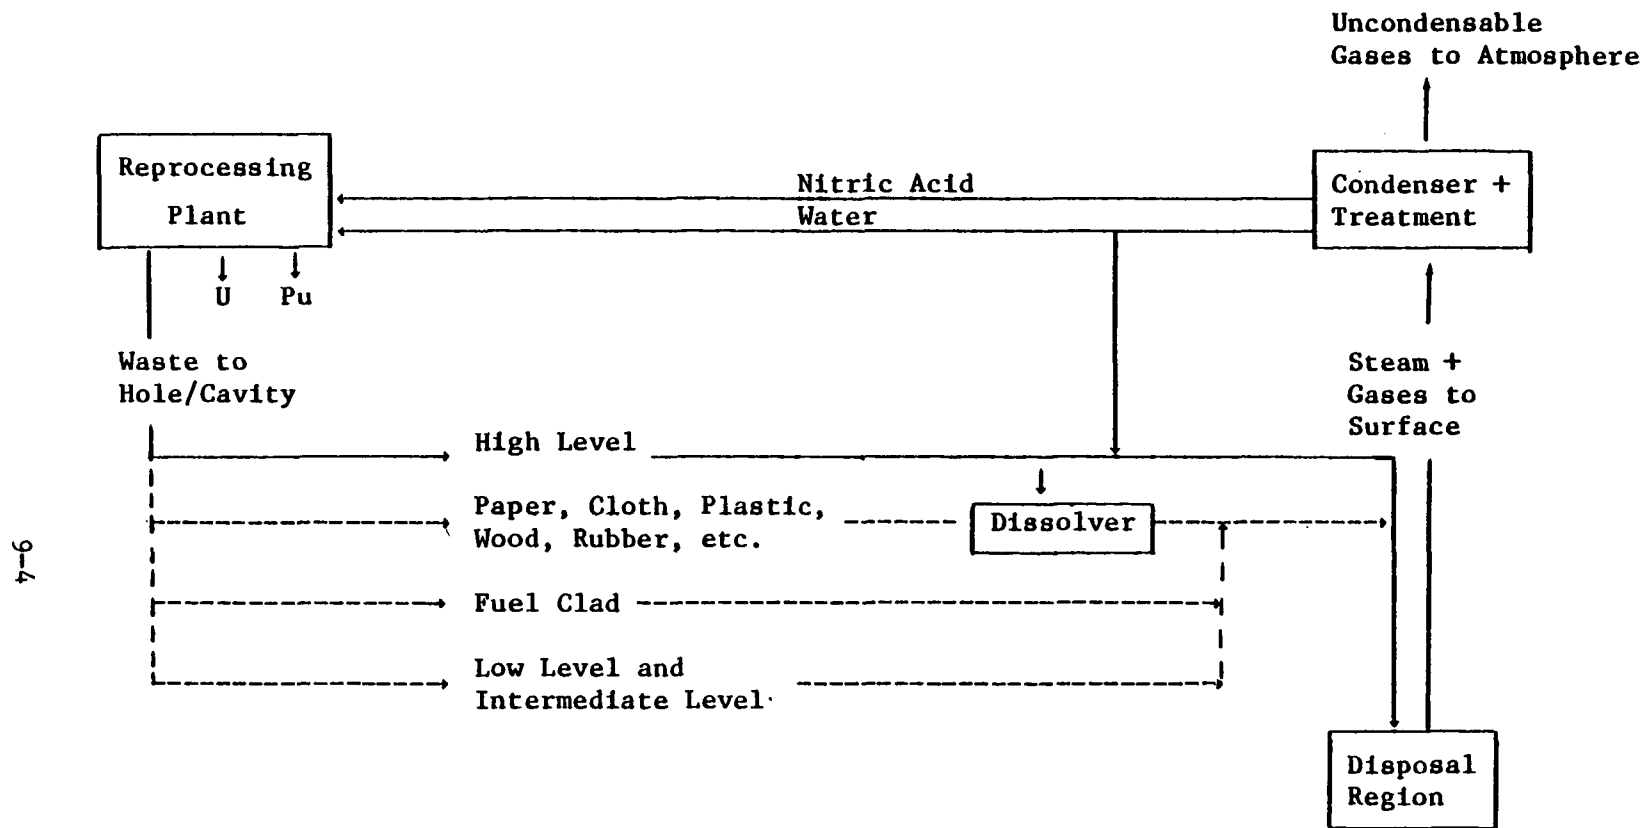 Uncondensable
Gases to Atmosphere
Reprocessing
Plant
Nitric Acid
Water
Condenser +
Treatment
U
Pu
Waste to
Hole/Cavity
Steam +
Gases to
Surface
High Level
Paper, Cloth, Plastic,
Wood, Rubber, etc.
Dissolver
Fuel Clad
Low Level and
Intermediate Level
Disposal
Region
9-4